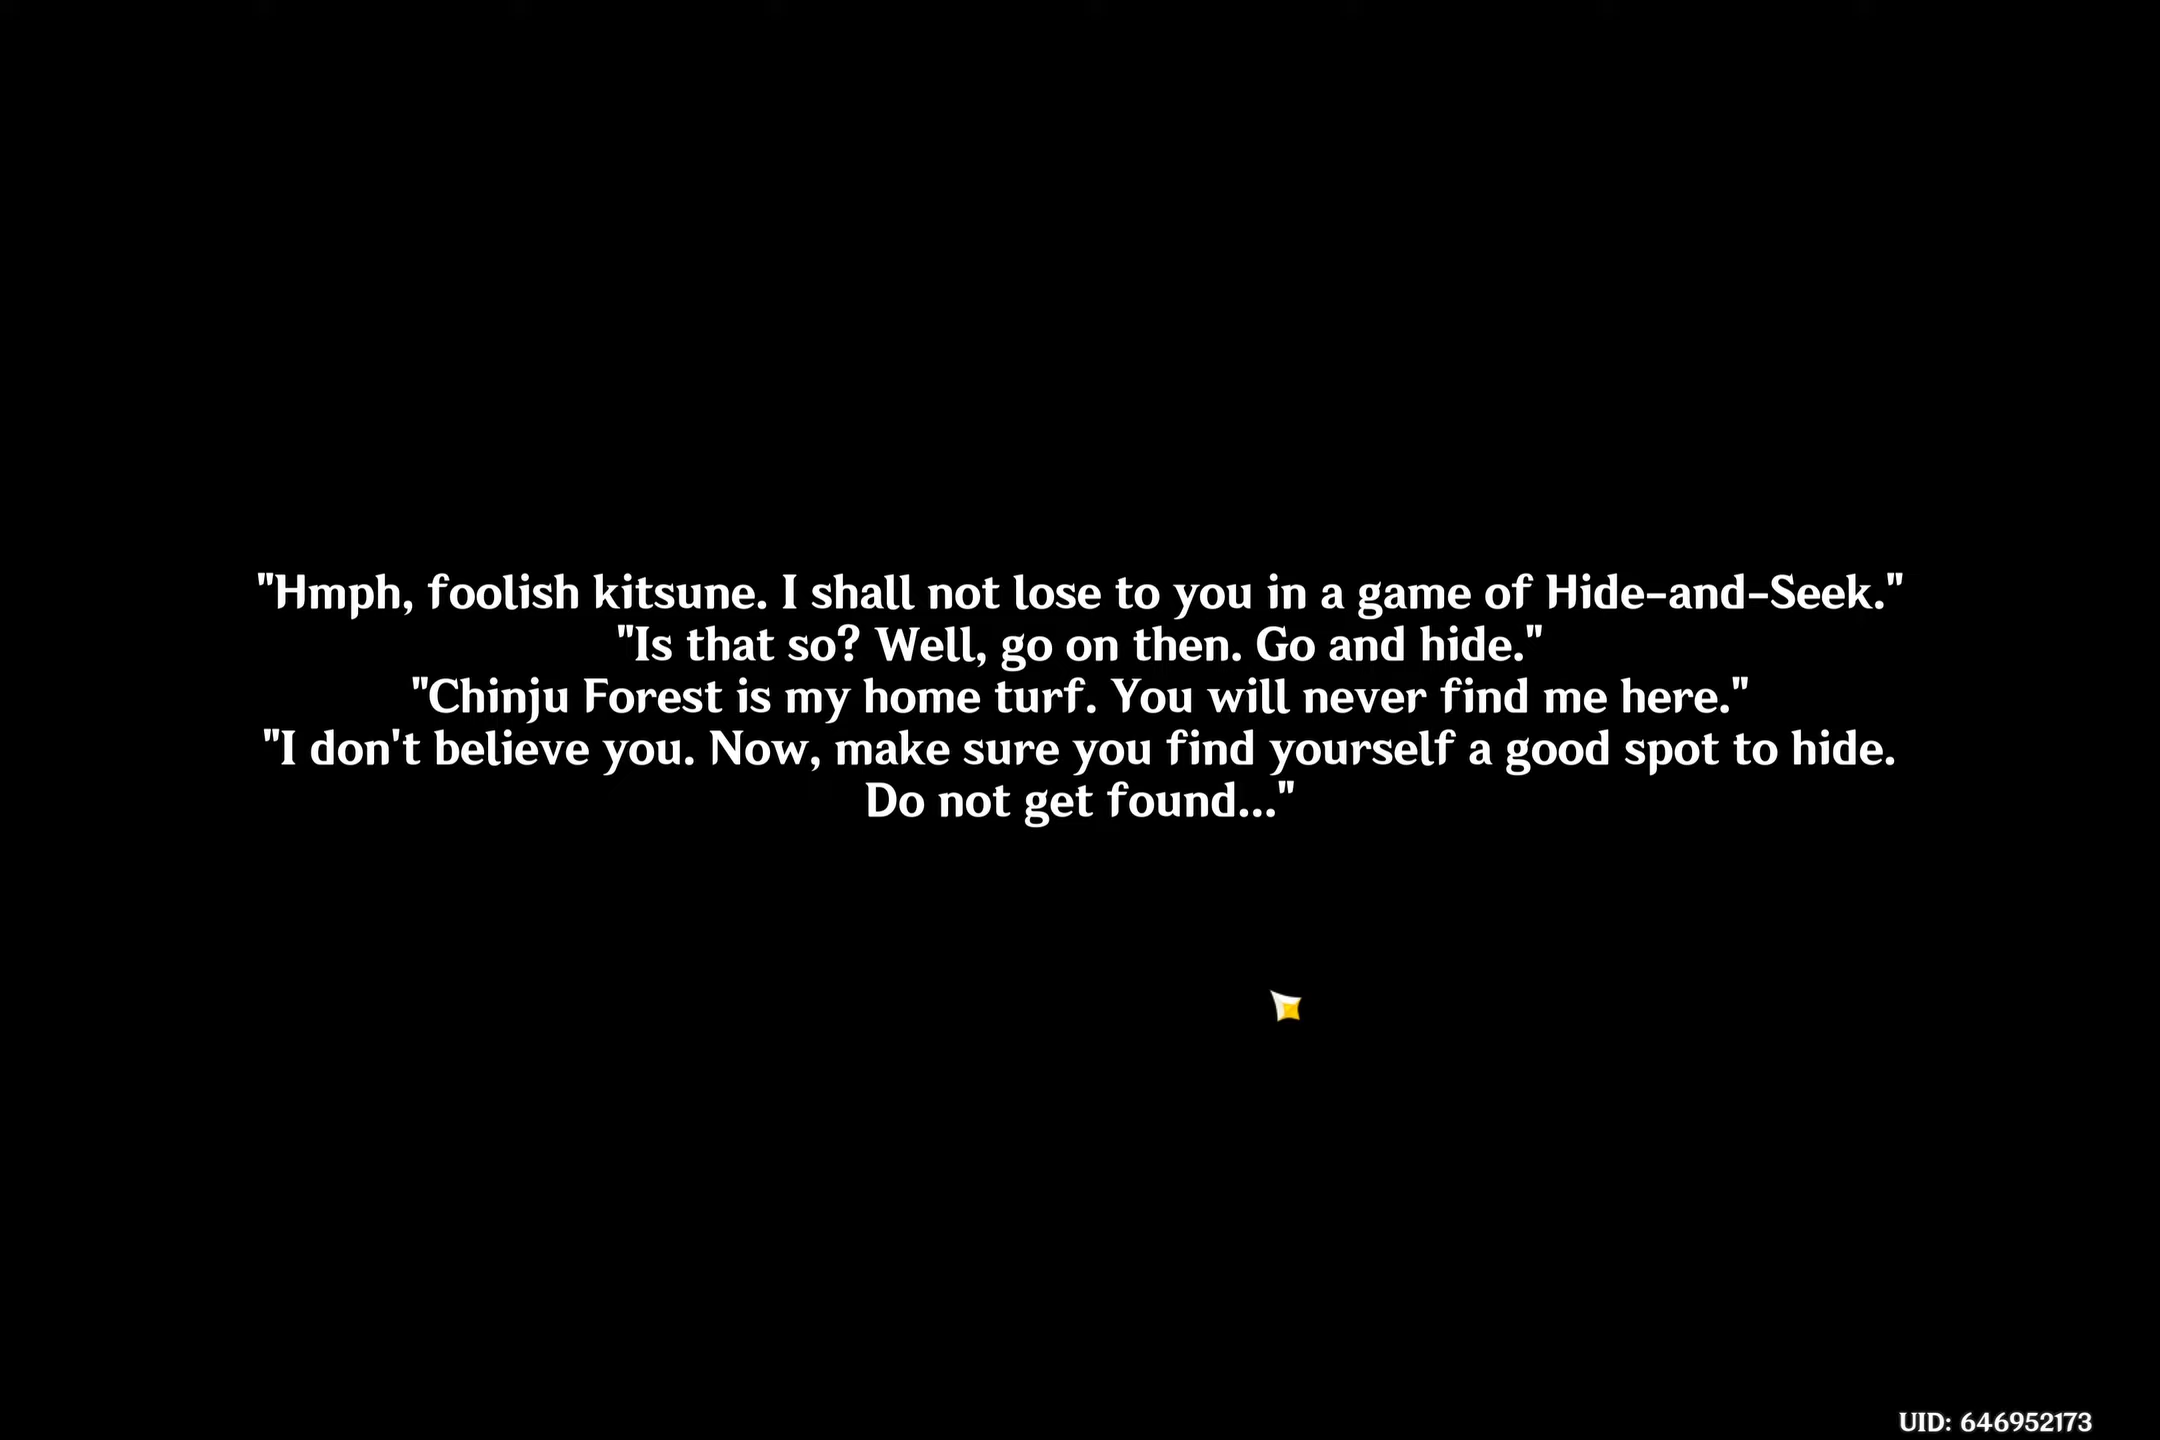 "Hmph, foolish kitsune. I shall not lose to you in a game of Hide-and-Seek."
"Is that so? Well, go on then. Go and hide."
"Chinju Forest is my home turf. You will never find me here."
"I don't believe you. Now, make sure you find yourself a good spot to hide.
Do not get found..."
UID: 646952173